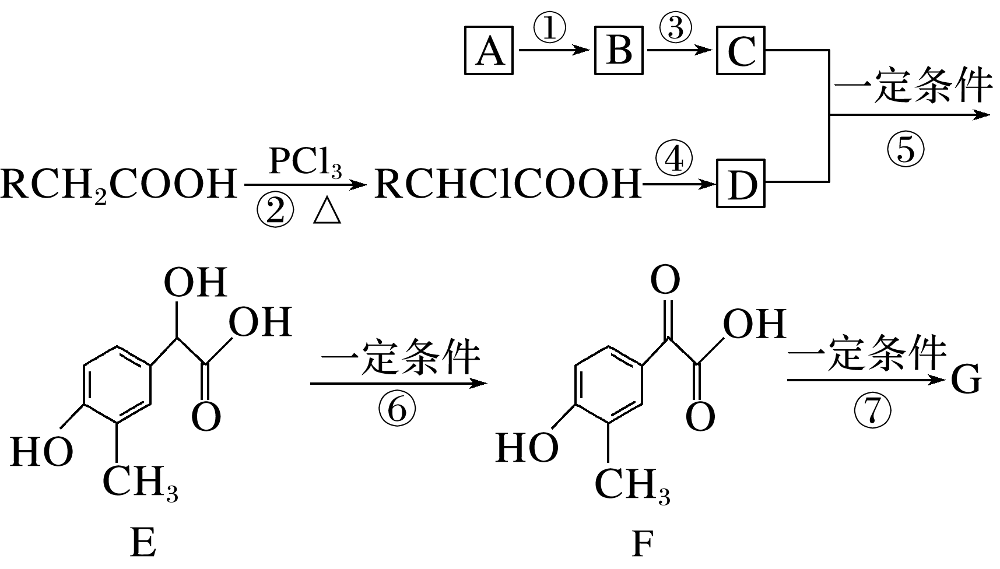 A ① B ③ C
一定条件
⑤
RCH₂COOH PCl₃ ② △ RCHClCOOH ④ D
OH OH O HO CH₃ E
一定条件
⑥
O OH O HO CH₃ F
一定条件
⑦
G